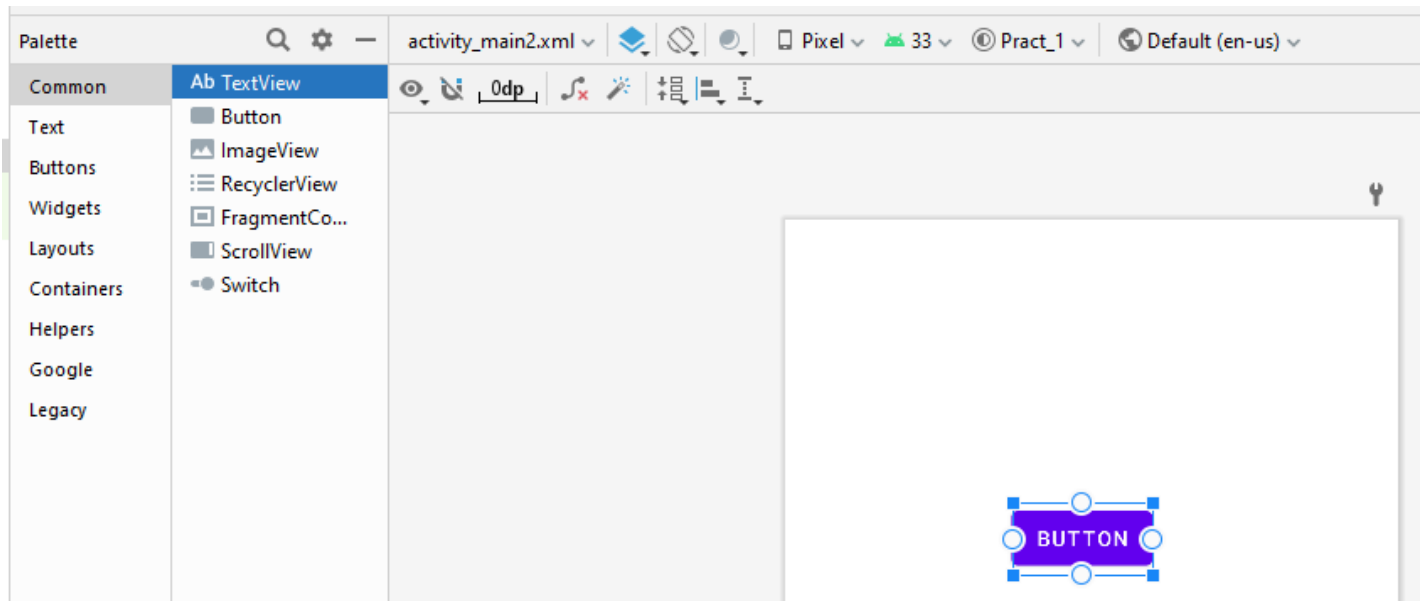 Palette
activity_main2.xml
Pixel
33
Pract_1
Default (en-us)
Common
Ab TextView
0dp
Text
Button
Buttons
ImageView
RecyclerView
Widgets
FragmentCo...
Layouts
ScrollView
Containers
Switch
Helpers
Google
Legacy
BUTTON